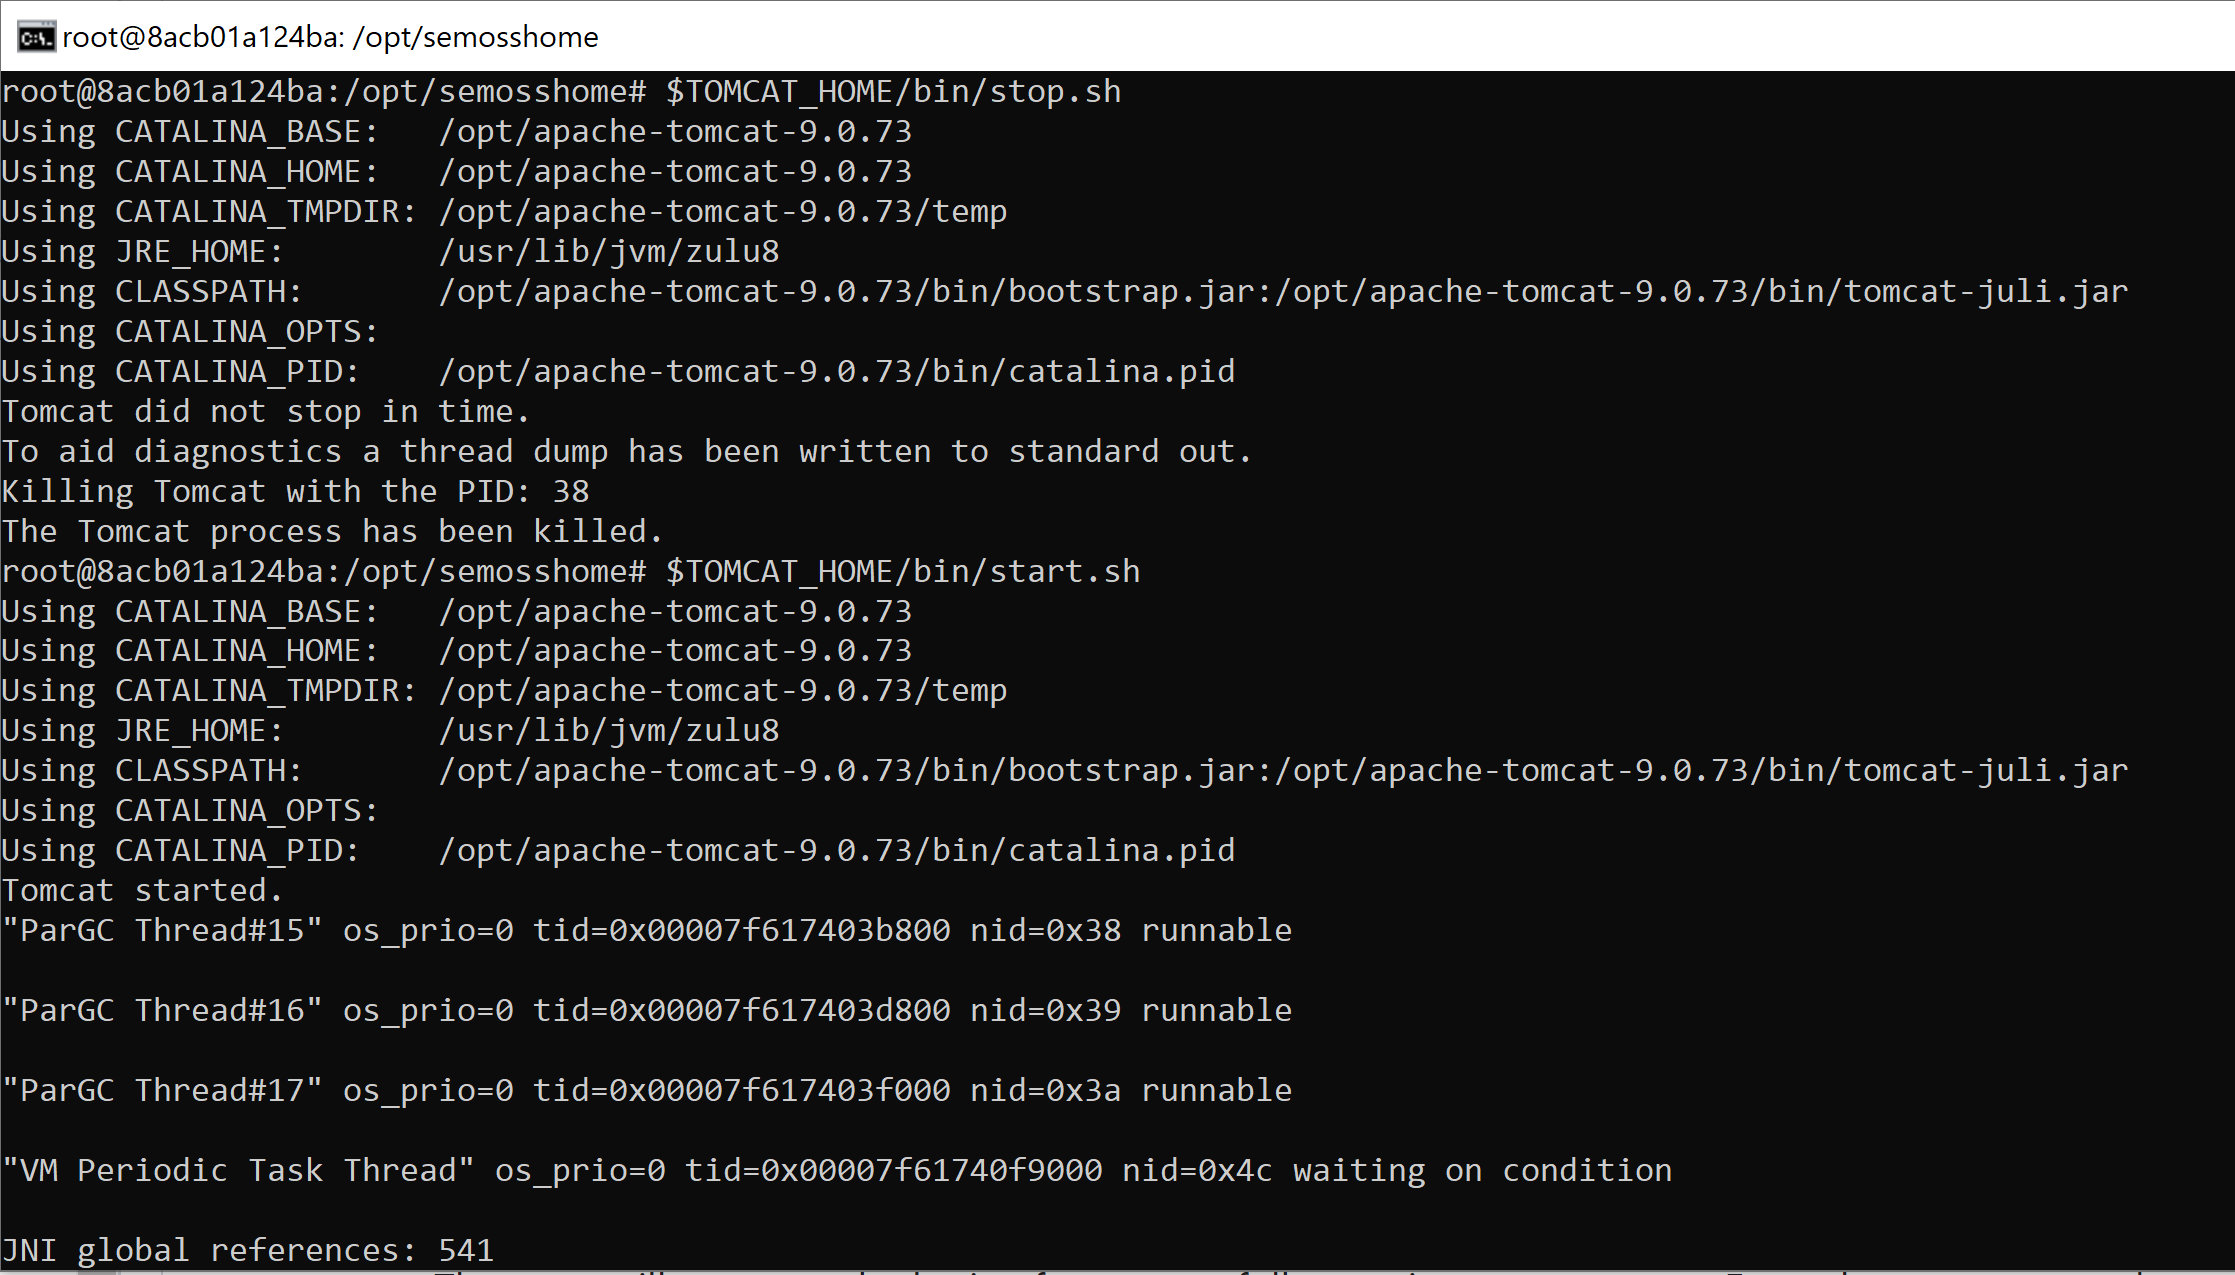 root@8acb01a124ba: /opt/semosshome
root@8acb01a124ba:/opt/semosshome# $TOMCAT_HOME/bin/stop.sh
Using CATALINA_BASE:   /opt/apache-tomcat-9.0.73
Using CATALINA_HOME:   /opt/apache-tomcat-9.0.73
Using CATALINA_TMPDIR: /opt/apache-tomcat-9.0.73/temp
Using JRE_HOME:        /usr/lib/jvm/zulu8
Using CLASSPATH:       /opt/apache-tomcat-9.0.73/bin/bootstrap.jar:/opt/apache-tomcat-9.0.73/bin/tomcat-juli.jar
Using CATALINA_OPTS:
Using CATALINA_PID:    /opt/apache-tomcat-9.0.73/bin/catalina.pid
Tomcat did not stop in time.
To aid diagnostics a thread dump has been written to standard out.
Killing Tomcat with the PID: 38
The Tomcat process has been killed.
root@8acb01a124ba:/opt/semosshome# $TOMCAT_HOME/bin/start.sh
Using CATALINA_BASE:   /opt/apache-tomcat-9.0.73
Using CATALINA_HOME:   /opt/apache-tomcat-9.0.73
Using CATALINA_TMPDIR: /opt/apache-tomcat-9.0.73/temp
Using JRE_HOME:        /usr/lib/jvm/zulu8
Using CLASSPATH:       /opt/apache-tomcat-9.0.73/bin/bootstrap.jar:/opt/apache-tomcat-9.0.73/bin/tomcat-juli.jar
Using CATALINA_OPTS:
Using CATALINA_PID:    /opt/apache-tomcat-9.0.73/bin/catalina.pid
Tomcat started.
"ParGC Thread#15" os_prio=0 tid=0x00007f617403b800 nid=0x38 runnable
"ParGC Thread#16" os_prio=0 tid=0x00007f617403d800 nid=0x39 runnable
"ParGC Thread#17" os_prio=0 tid=0x00007f617403f000 nid=0x3a runnable
"VM Periodic Task Thread" os_prio=0 tid=0x00007f61740f9000 nid=0x4c waiting on condition
JNI global references: 541